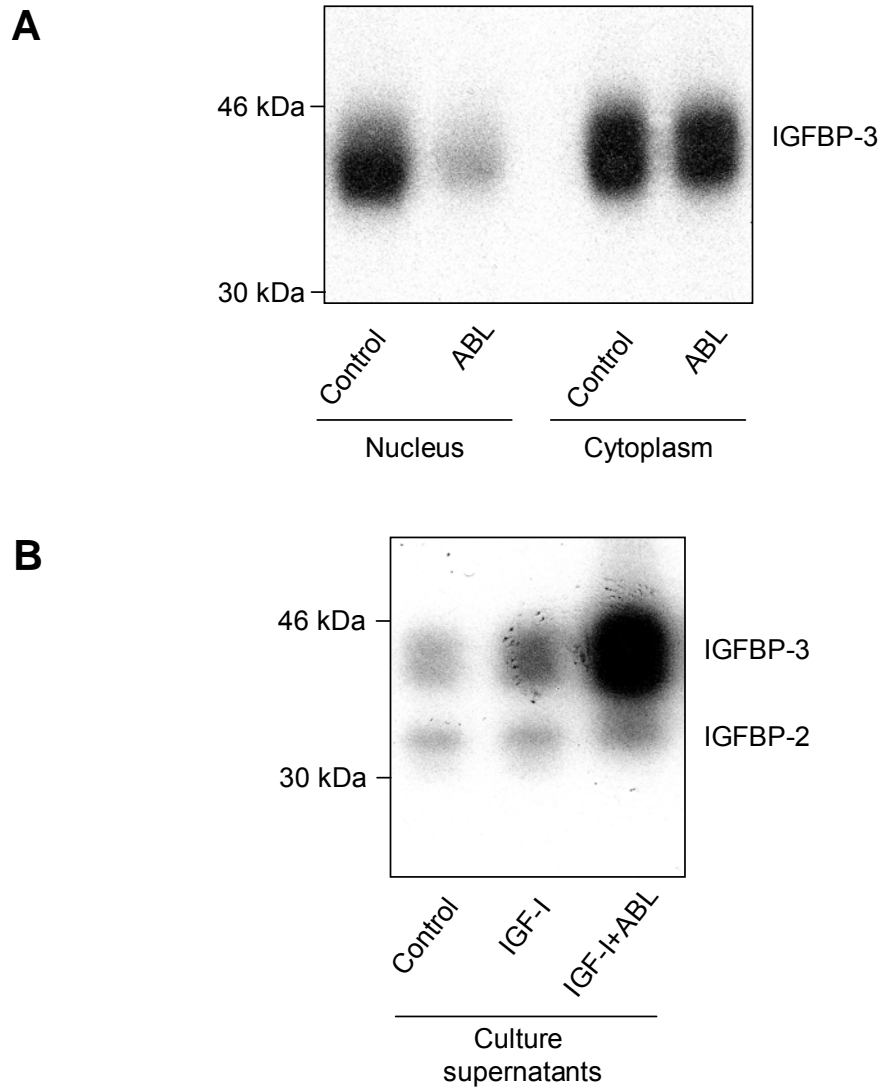 A
46 kDa
IGFBP-3
30 kDa
Control
ABL
Control
ABL
Nucleus
Cytoplasm
B
46 kDa
IGFBP-3
IGFBP-2
30 kDa
Control
IGF-I
IGF-I+ABL
Culture
supernatants